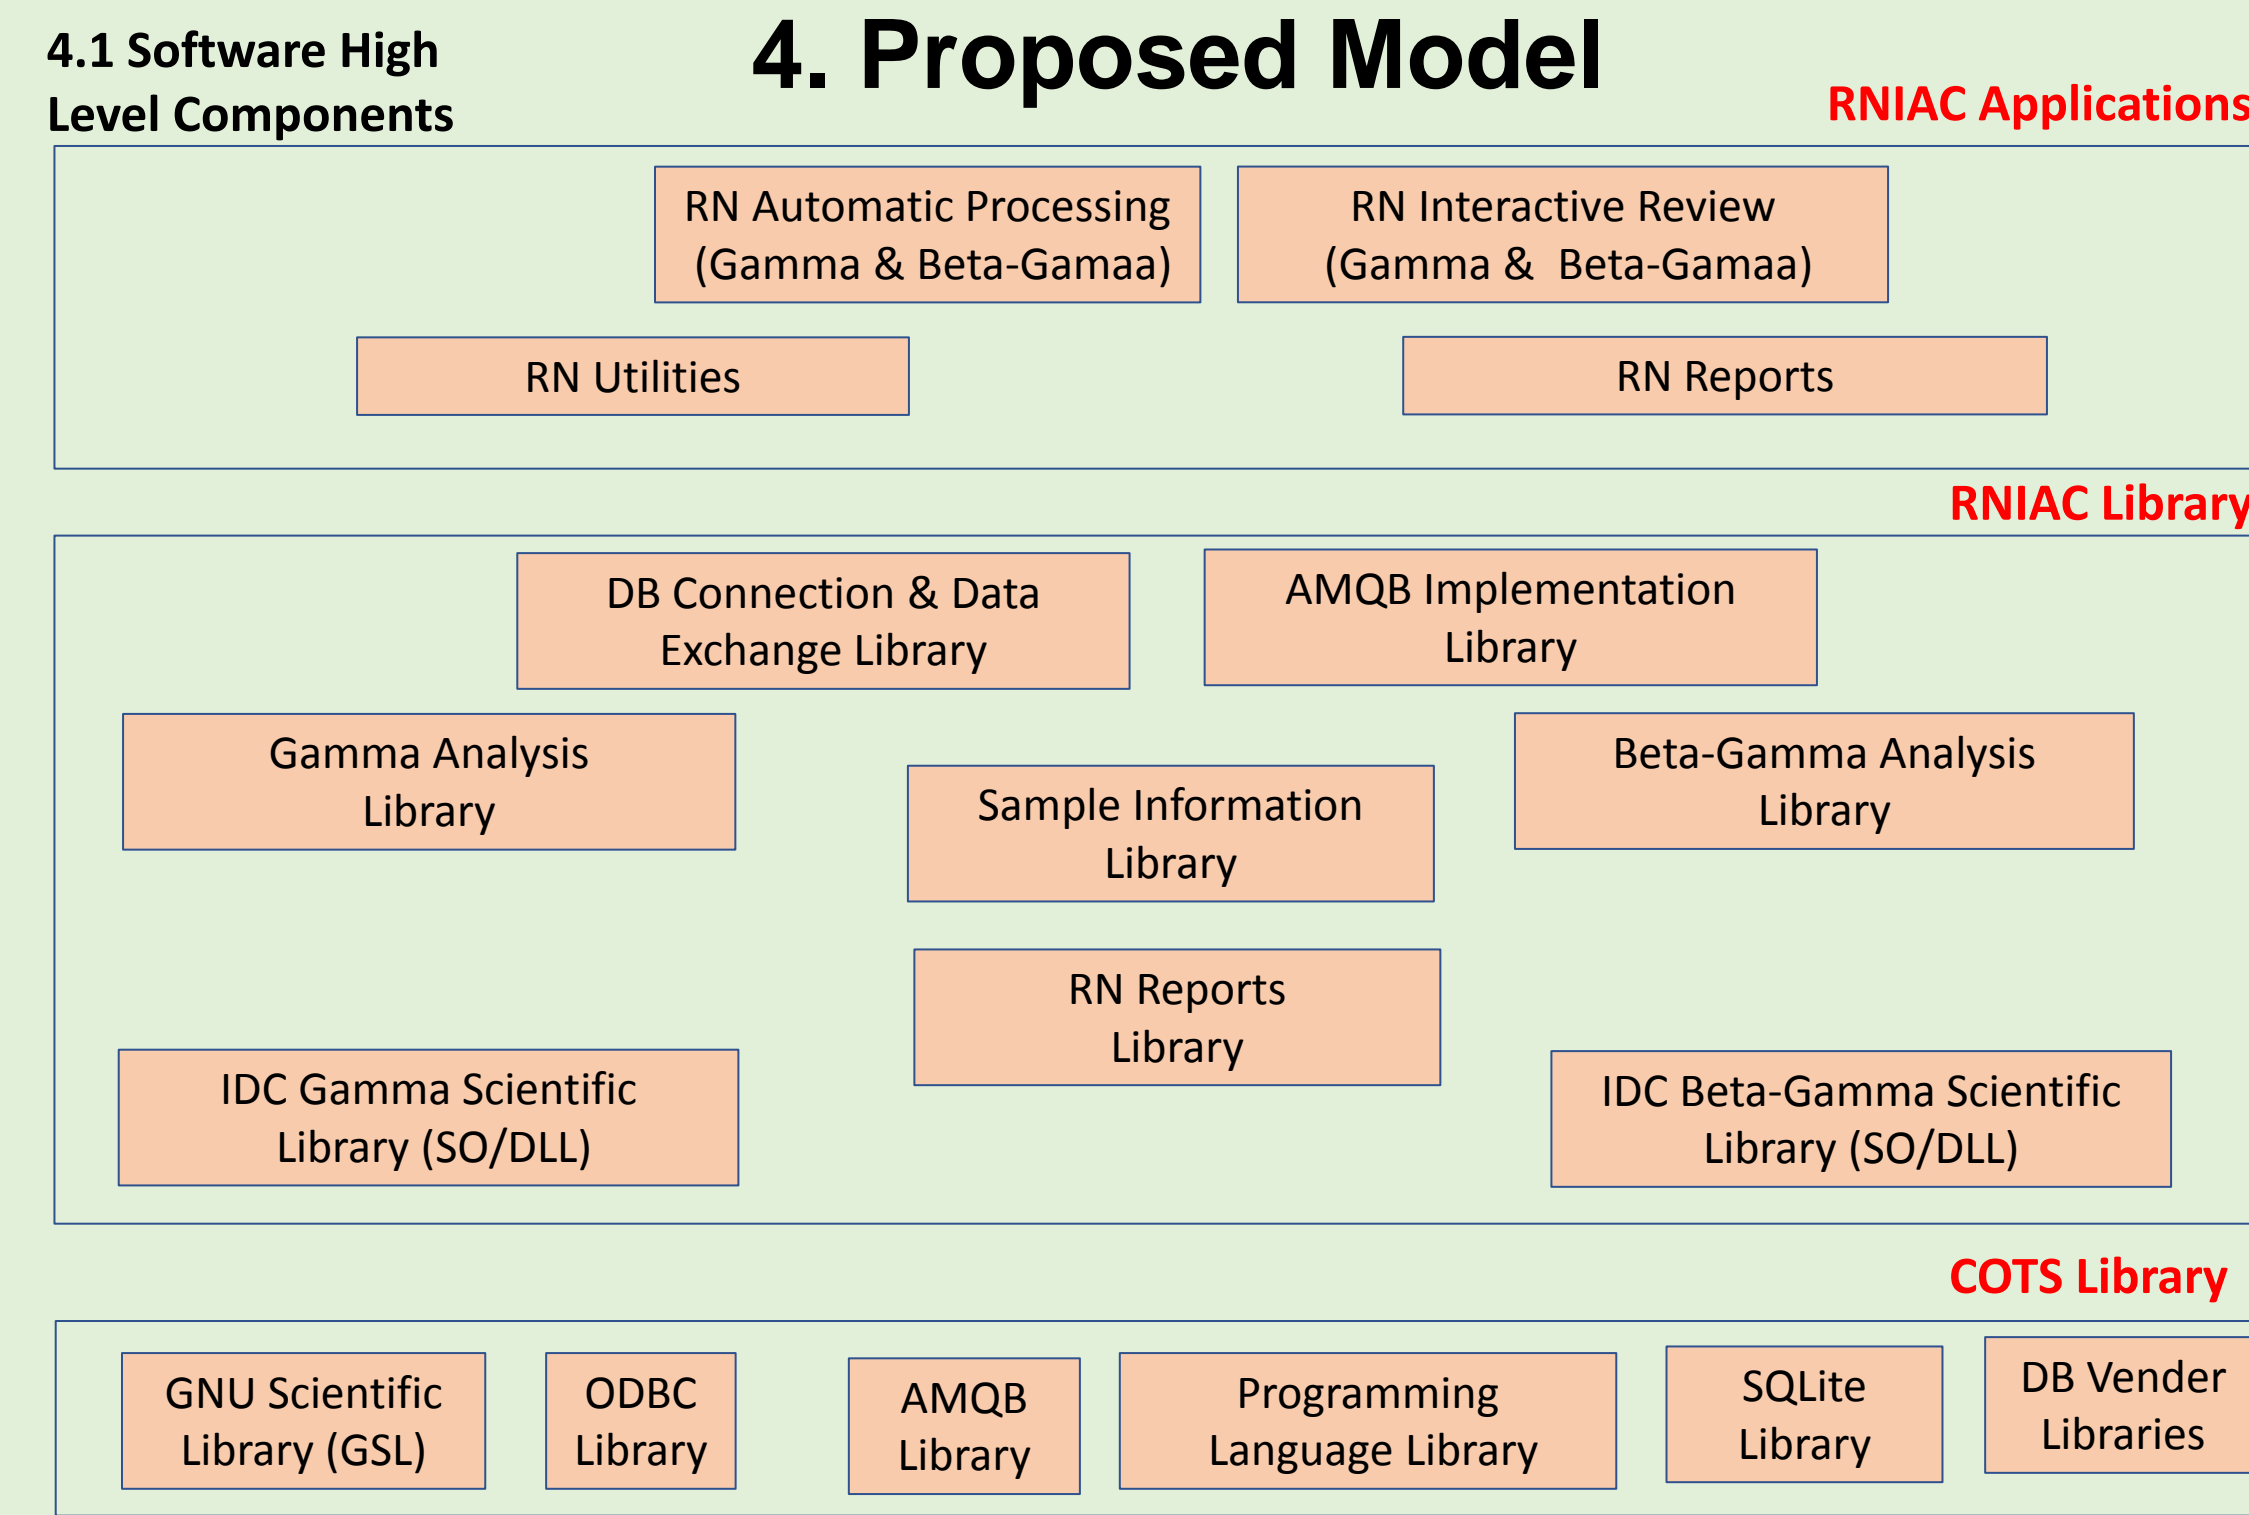 4.1 Software High
Level Components
4. Proposed Model
RNIAC Applications
RN Automatic Processing
(Gamma & Beta-Gamaa)
RN Interactive Review
(Gamma & Beta-Gamaa)
RN Utilities
RN Reports
RNIAC Library
DB Connection & Data
Exchange Library
AMQB Implementation
Library
Gamma Analysis
Library
Sample Information
Library
Beta-Gamma Analysis
Library
RN Reports
Library
IDC Gamma Scientific
Library (SO/DLL)
IDC Beta-Gamma Scientific
Library (SO/DLL)
COTS Library
GNU Scientific
Library (GSL)
ODBC
Library
AMQB
Library
Programming
Language Library
SQLite
Library
DB Vender
Libraries